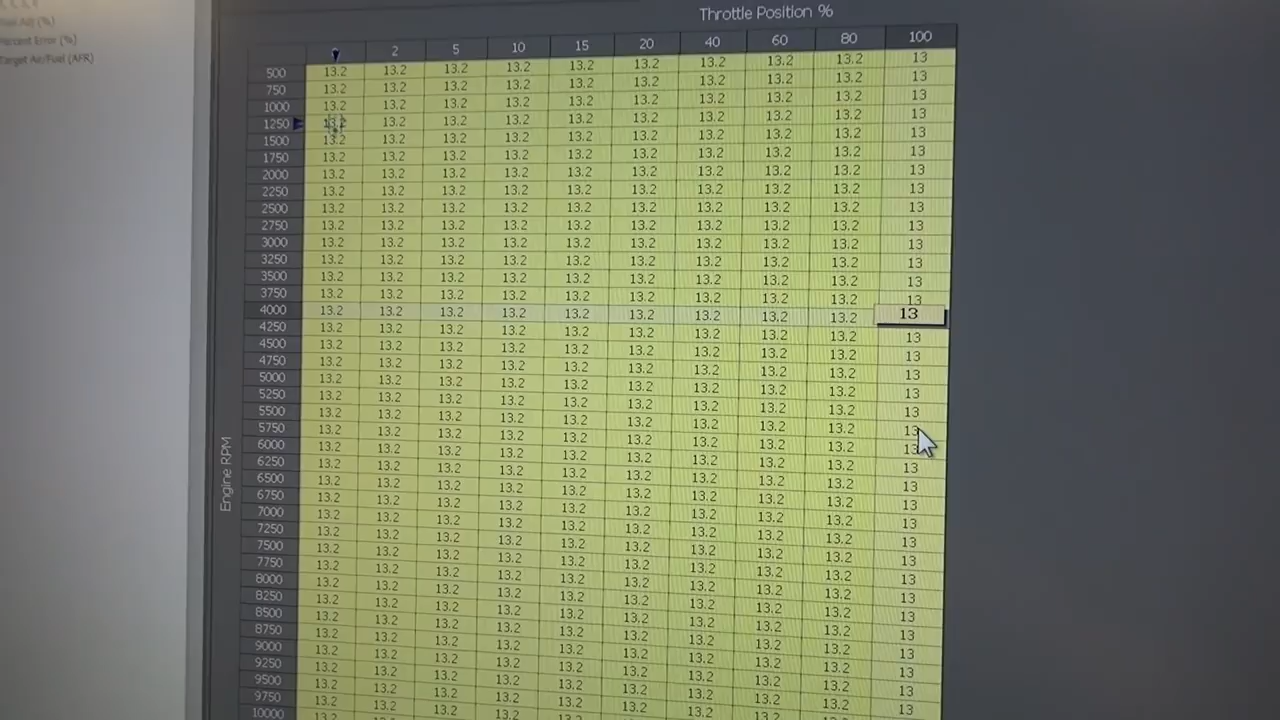 Percent Error (%)
Target Air/Fuel (AFR)
Throttle Position %
Engine RPM
2 5 10 15 20 40 60 80 100
500 13.2 13.2 13.2 13.2 13.2 13.2 13.2 13.2 13.2 13
750 13.2 13.2 13.2 13.2 13.2 13.2 13.2 13.2 13.2 13
1000 13.2 13.2 13.2 13.2 13.2 13.2 13.2 13.2 13.2 13
1250 13.2 13.2 13.2 13.2 13.2 13.2 13.2 13.2 13.2 13
1500 13.2 13.2 13.2 13.2 13.2 13.2 13.2 13.2 13.2 13
1750 13.2 13.2 13.2 13.2 13.2 13.2 13.2 13.2 13.2 13
2000 13.2 13.2 13.2 13.2 13.2 13.2 13.2 13.2 13.2 13
2250 13.2 13.2 13.2 13.2 13.2 13.2 13.2 13.2 13.2 13
2500 13.2 13.2 13.2 13.2 13.2 13.2 13.2 13.2 13.2 13
2750 13.2 13.2 13.2 13.2 13.2 13.2 13.2 13.2 13.2 13
3000 13.2 13.2 13.2 13.2 13.2 13.2 13.2 13.2 13.2 13
3250 13.2 13.2 13.2 13.2 13.2 13.2 13.2 13.2 13.2 13
3500 13.2 13.2 13.2 13.2 13.2 13.2 13.2 13.2 13.2 13
3750 13.2 13.2 13.2 13.2 13.2 13.2 13.2 13.2 13.2 13
4000 13.2 13.2 13.2 13.2 13.2 13.2 13.2 13.2 13.2 13
4250 13.2 13.2 13.2 13.2 13.2 13.2 13.2 13.2 13.2 13
4500 13.2 13.2 13.2 13.2 13.2 13.2 13.2 13.2 13.2 13
4750 13.2 13.2 13.2 13.2 13.2 13.2 13.2 13.2 13.2 13
5000 13.2 13.2 13.2 13.2 13.2 13.2 13.2 13.2 13.2 13
5250 13.2 13.2 13.2 13.2 13.2 13.2 13.2 13.2 13.2 13
5500 13.2 13.2 13.2 13.2 13.2 13.2 13.2 13.2 13.2 13
5750 13.2 13.2 13.2 13.2 13.2 13.2 13.2 13.2 13.2 13
6000 13.2 13.2 13.2 13.2 13.2 13.2 13.2 13.2 13.2 13
6250 13.2 13.2 13.2 13.2 13.2 13.2 13.2 13.2 13.2 13
6500 13.2 13.2 13.2 13.2 13.2 13.2 13.2 13.2 13.2 13
6750 13.2 13.2 13.2 13.2 13.2 13.2 13.2 13.2 13.2 13
7000 13.2 13.2 13.2 13.2 13.2 13.2 13.2 13.2 13.2 13
7250 13.2 13.2 13.2 13.2 13.2 13.2 13.2 13.2 13.2 13
7500 13.2 13.2 13.2 13.2 13.2 13.2 13.2 13.2 13.2 13
7750 13.2 13.2 13.2 13.2 13.2 13.2 13.2 13.2 13.2 13
8000 13.2 13.2 13.2 13.2 13.2 13.2 13.2 13.2 13.2 13
8250 13.2 13.2 13.2 13.2 13.2 13.2 13.2 13.2 13.2 13
8500 13.2 13.2 13.2 13.2 13.2 13.2 13.2 13.2 13.2 13
8750 13.2 13.2 13.2 13.2 13.2 13.2 13.2 13.2 13.2 13
9000 13.2 13.2 13.2 13.2 13.2 13.2 13.2 13.2 13.2 13
9250 13.2 13.2 13.2 13.2 13.2 13.2 13.2 13.2 13.2 13
9500 13.2 13.2 13.2 13.2 13.2 13.2 13.2 13.2 13.2
9750 13.2 13.2 13.2 13.2 13.2 13.2 13.2 13.2 13.2
10000 13.2 13.2 13.2 13.2 13.2 13.2 13.2